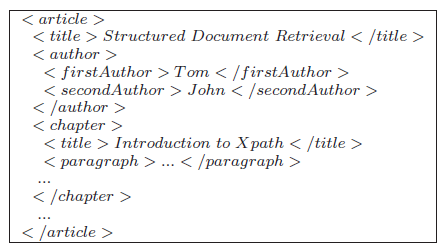 < article >
< title > Structured Document Retrieval < /title >
< author >
< firstAuthor > Tom < /firstAuthor >
< secondAuthor > John < /secondAuthor >
< /author >
< chapter >
< title > Introduction to Xpath < /title >
< paragraph > ... < /paragraph >
...
< /chapter >
...
< /article >